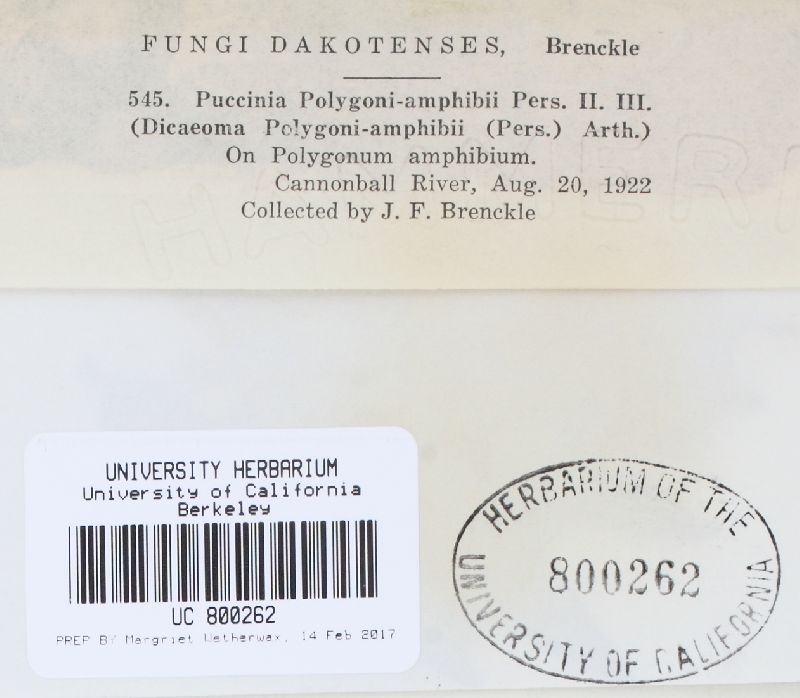 FUNGI DAKOTENSES, Brenckle
545. Puccinia Polygoni-amphibii Pers. II. III.
(Dicaeoma Polygoni-amphibii (Pers.) Arth.)
On Polygonum amphibium.
Cannonball River, Aug. 20, 1922
Collected by J. F. Brenckle
UNIVERSITY HERBARIUM
University of California
Berkeley
UC 800262
PREP BY Margriet Wetherwax, 14 Feb 2017
HERBARIUM OF THE
800262
UNIVERSITY OF CALIFORNIA